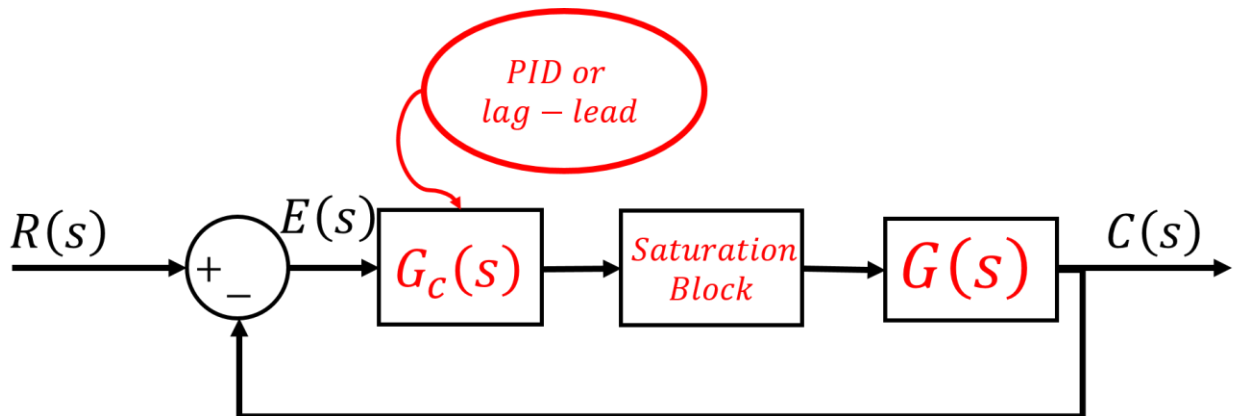 PID or
lag − lead
R(s)
+
−
E(s)
G_c(s)
Saturation
Block
G(s)
C(s)